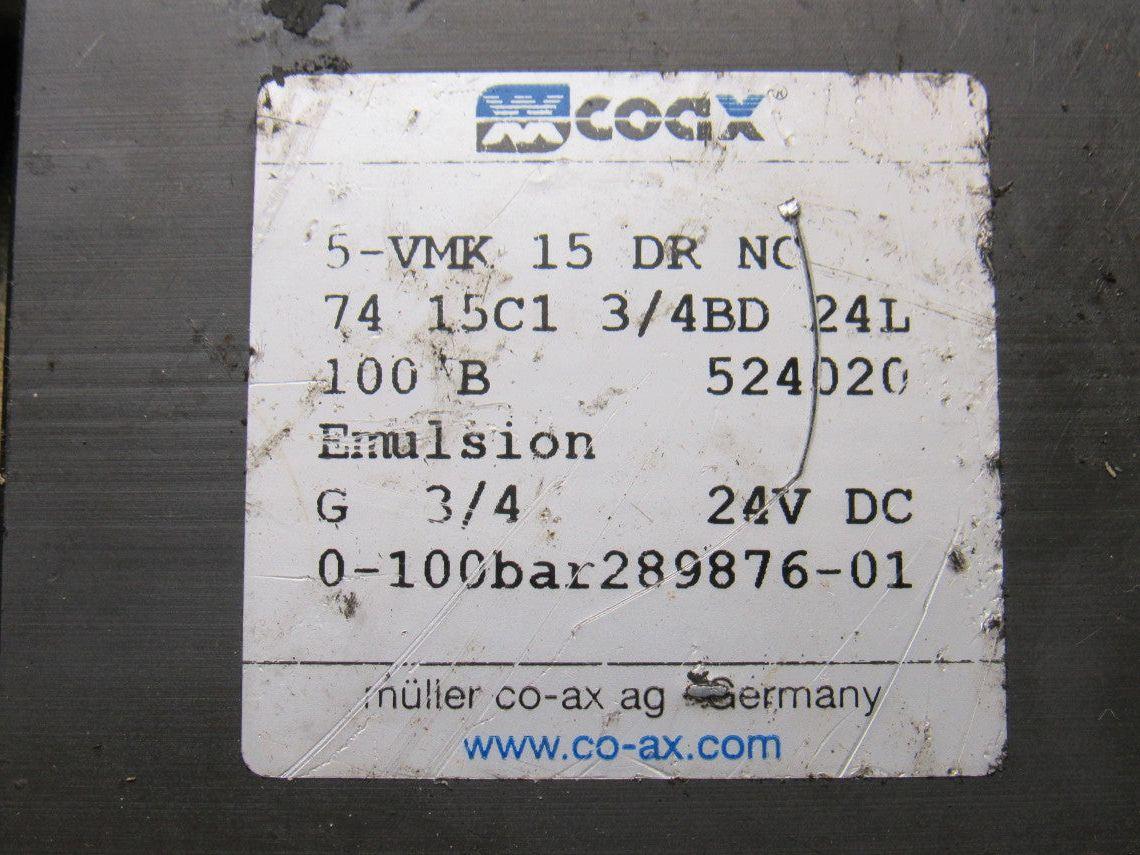 coax®
5-VMK 15 DR NC
74 15C1 3/4BD 24L
100 B 524020
Emulsion
G 3/4 24V DC
0-100bar289876-01
müller co-ax ag Germany
www.co-ax.com